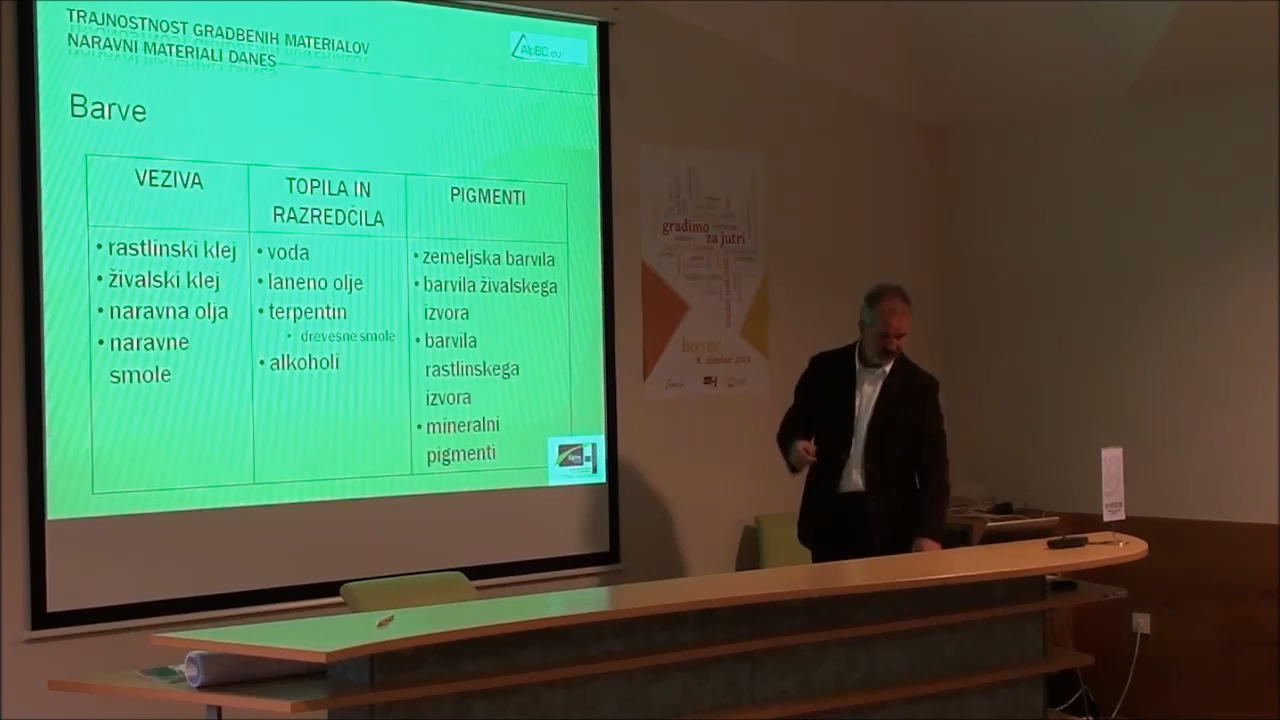 TRAJNOSTNOST GRADBENIH MATERIALOV
NARAVNI MATERIALI DANES
AlpBC.eu
Barve
VEZIVA
• rastlinski klej
• živalski klej
• naravna olja
• naravne
smole
TOPILA IN
RAZREDČILA
• voda
• laneno olje
• terpentin
• drevesne smole
• alkoholi
PIGMENTI
• zemeljska barvila
• barvila živalskega
izvora
• barvila
rastlinskega
izvora
• mineralni
pigmenti
gradimo
za jutri
bovec